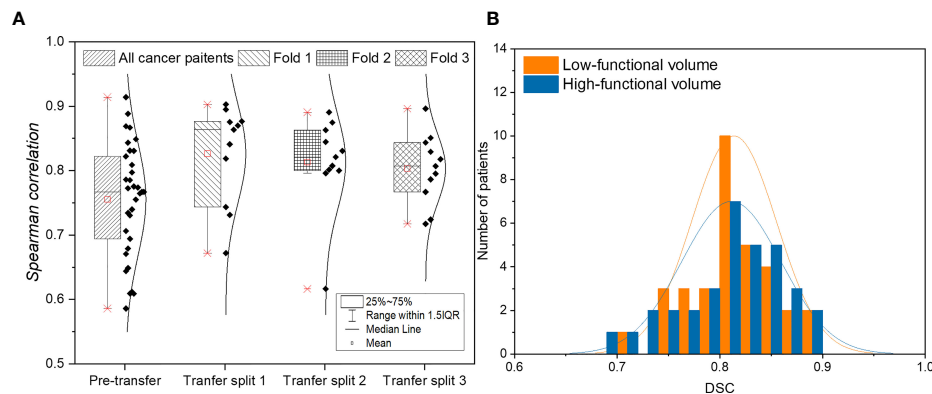 A
B
1.0
0.9
0.8
0.7
0.6
0.5
Spearman correlation
All cancer paitents
Fold 1
Fold 2
Fold 3
25%~75%
Range within 1.5IQR
Median Line
Mean
Pre-transfer
Tranfer split 1
Tranfer split 2
Tranfer split 3
14
12
10
8
6
4
2
0
Number of patients
Low-functional volume
High-functional volume
0.6
0.7
0.8
0.9
1.0
DSC